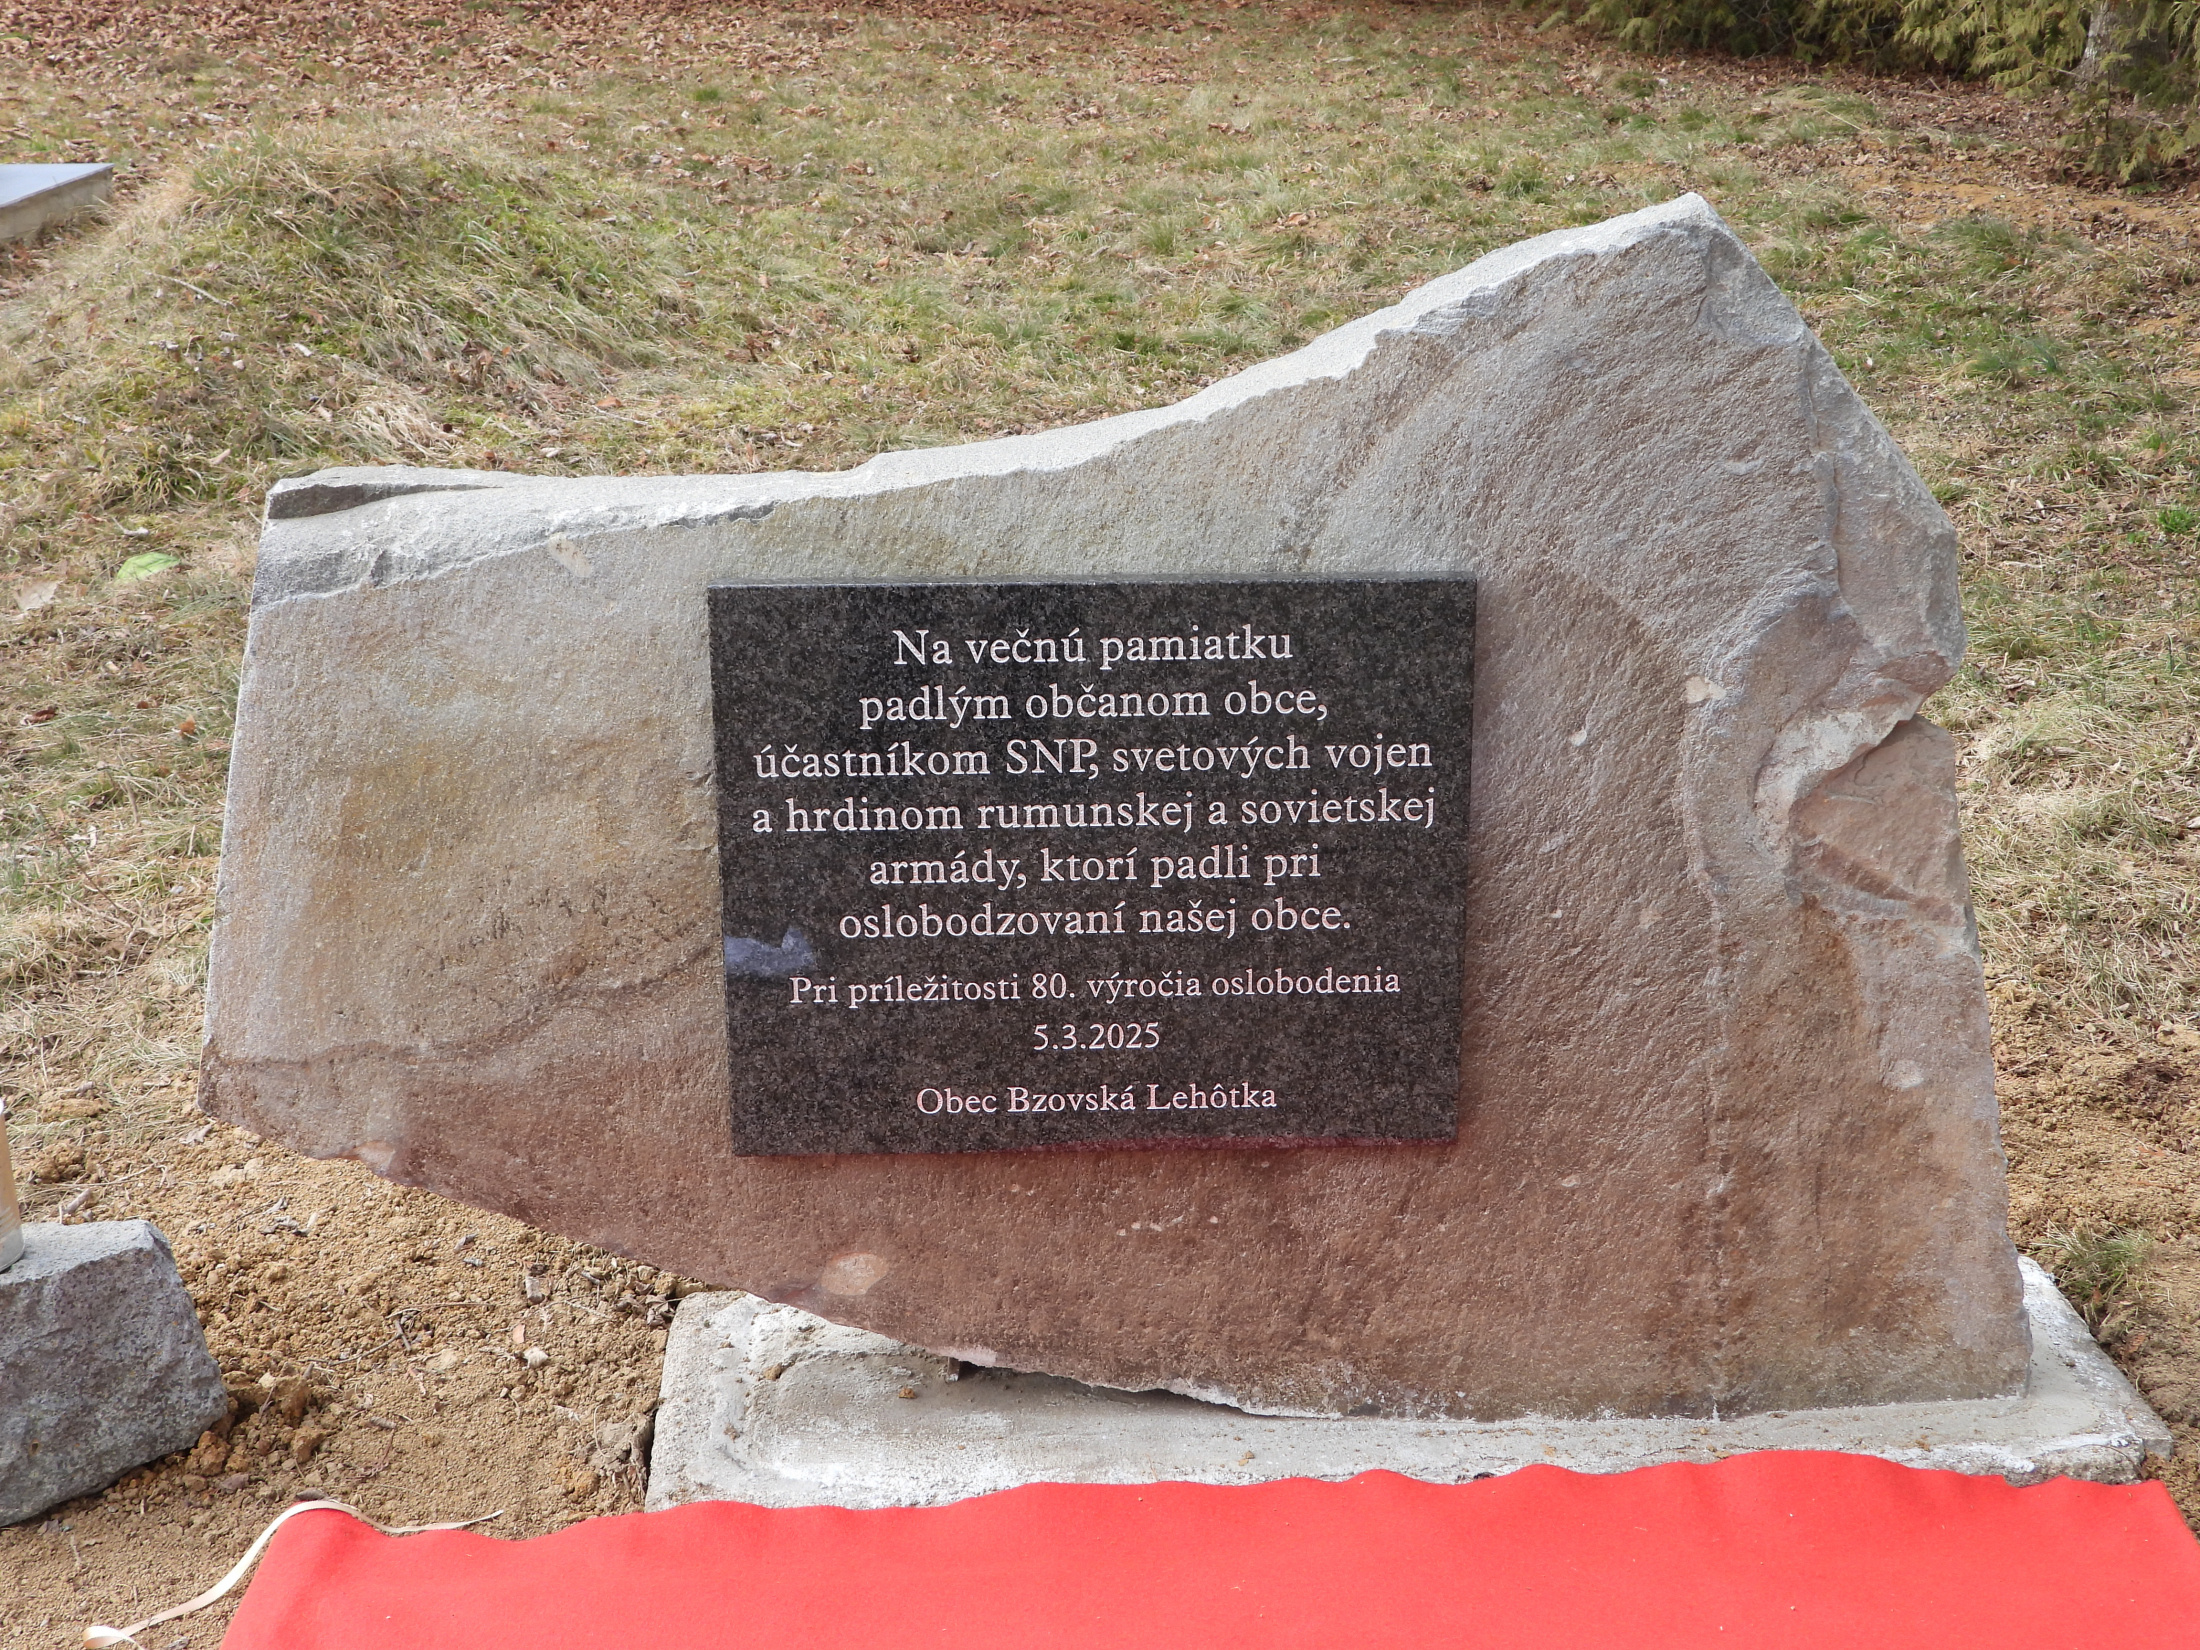 Na večnú pamiatku
padlým občanom obce,
účastníkom SNP, svetových vojen
a hrdinom rumunskej a sovietskej
armády, ktorí padli pri
oslobodzovaní našej obce.
Pri príležitosti 80. výročia oslobodenia
5.3.2025
Obec Bzovská Lehôtka